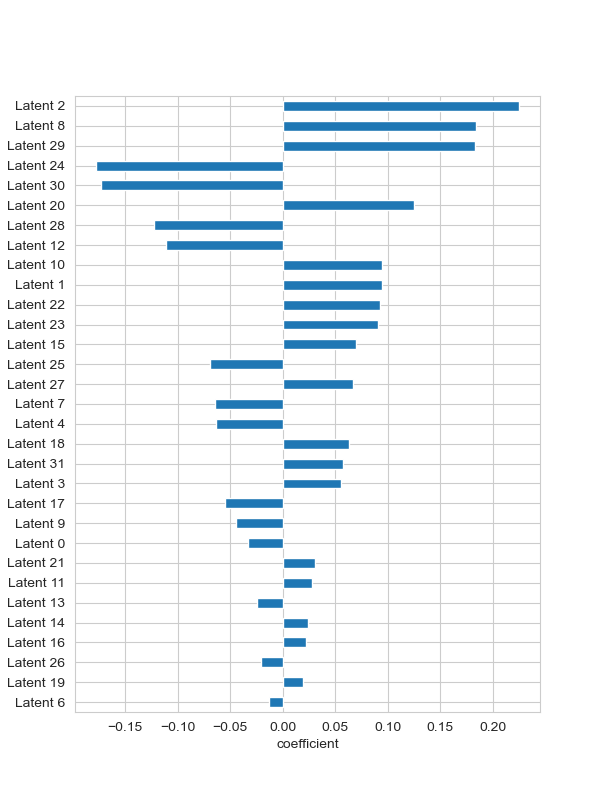 Latent 2
Latent 8
Latent 29
Latent 24
Latent 30
Latent 20
Latent 28
Latent 12
Latent 10
Latent 1
Latent 22
Latent 23
Latent 15
Latent 25
Latent 27
Latent 7
Latent 4
Latent 18
Latent 31
Latent 3
Latent 17
Latent 9
Latent 0
Latent 21
Latent 11
Latent 13
Latent 14
Latent 16
Latent 26
Latent 19
Latent 6
−0.15 −0.10 −0.05 0.00 0.05 0.10 0.15 0.20
coefficient